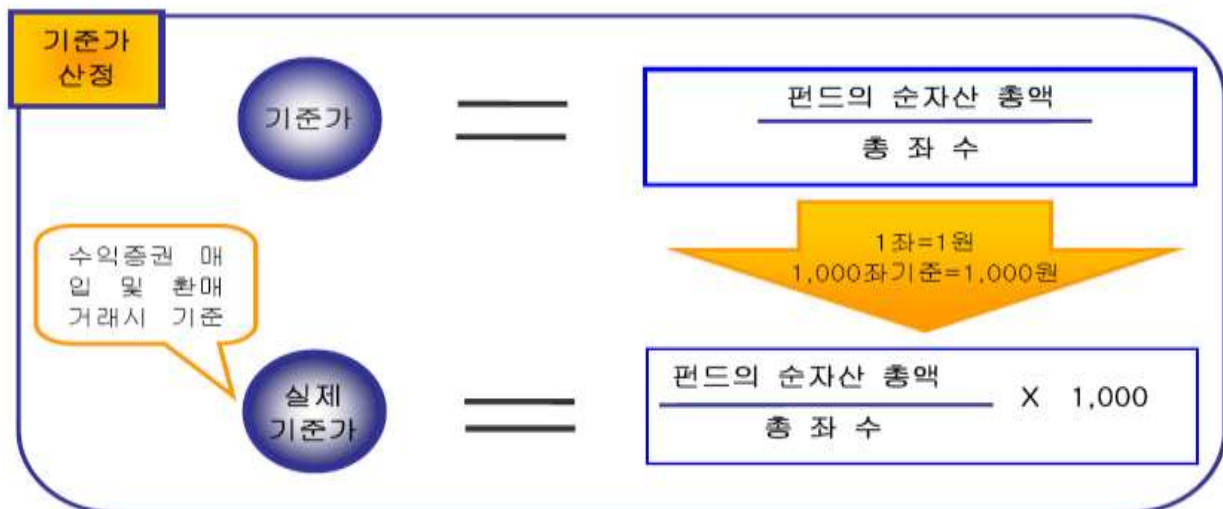 기준가
산정
기준가
펀드의 순자산 총액
총 좌 수
1좌=1원
1,000좌기준=1,000원
수익증권 매
입 및 환매
거래시 기준
실제
기준가
펀드의 순자산 총액
총 좌 수
X 1,000